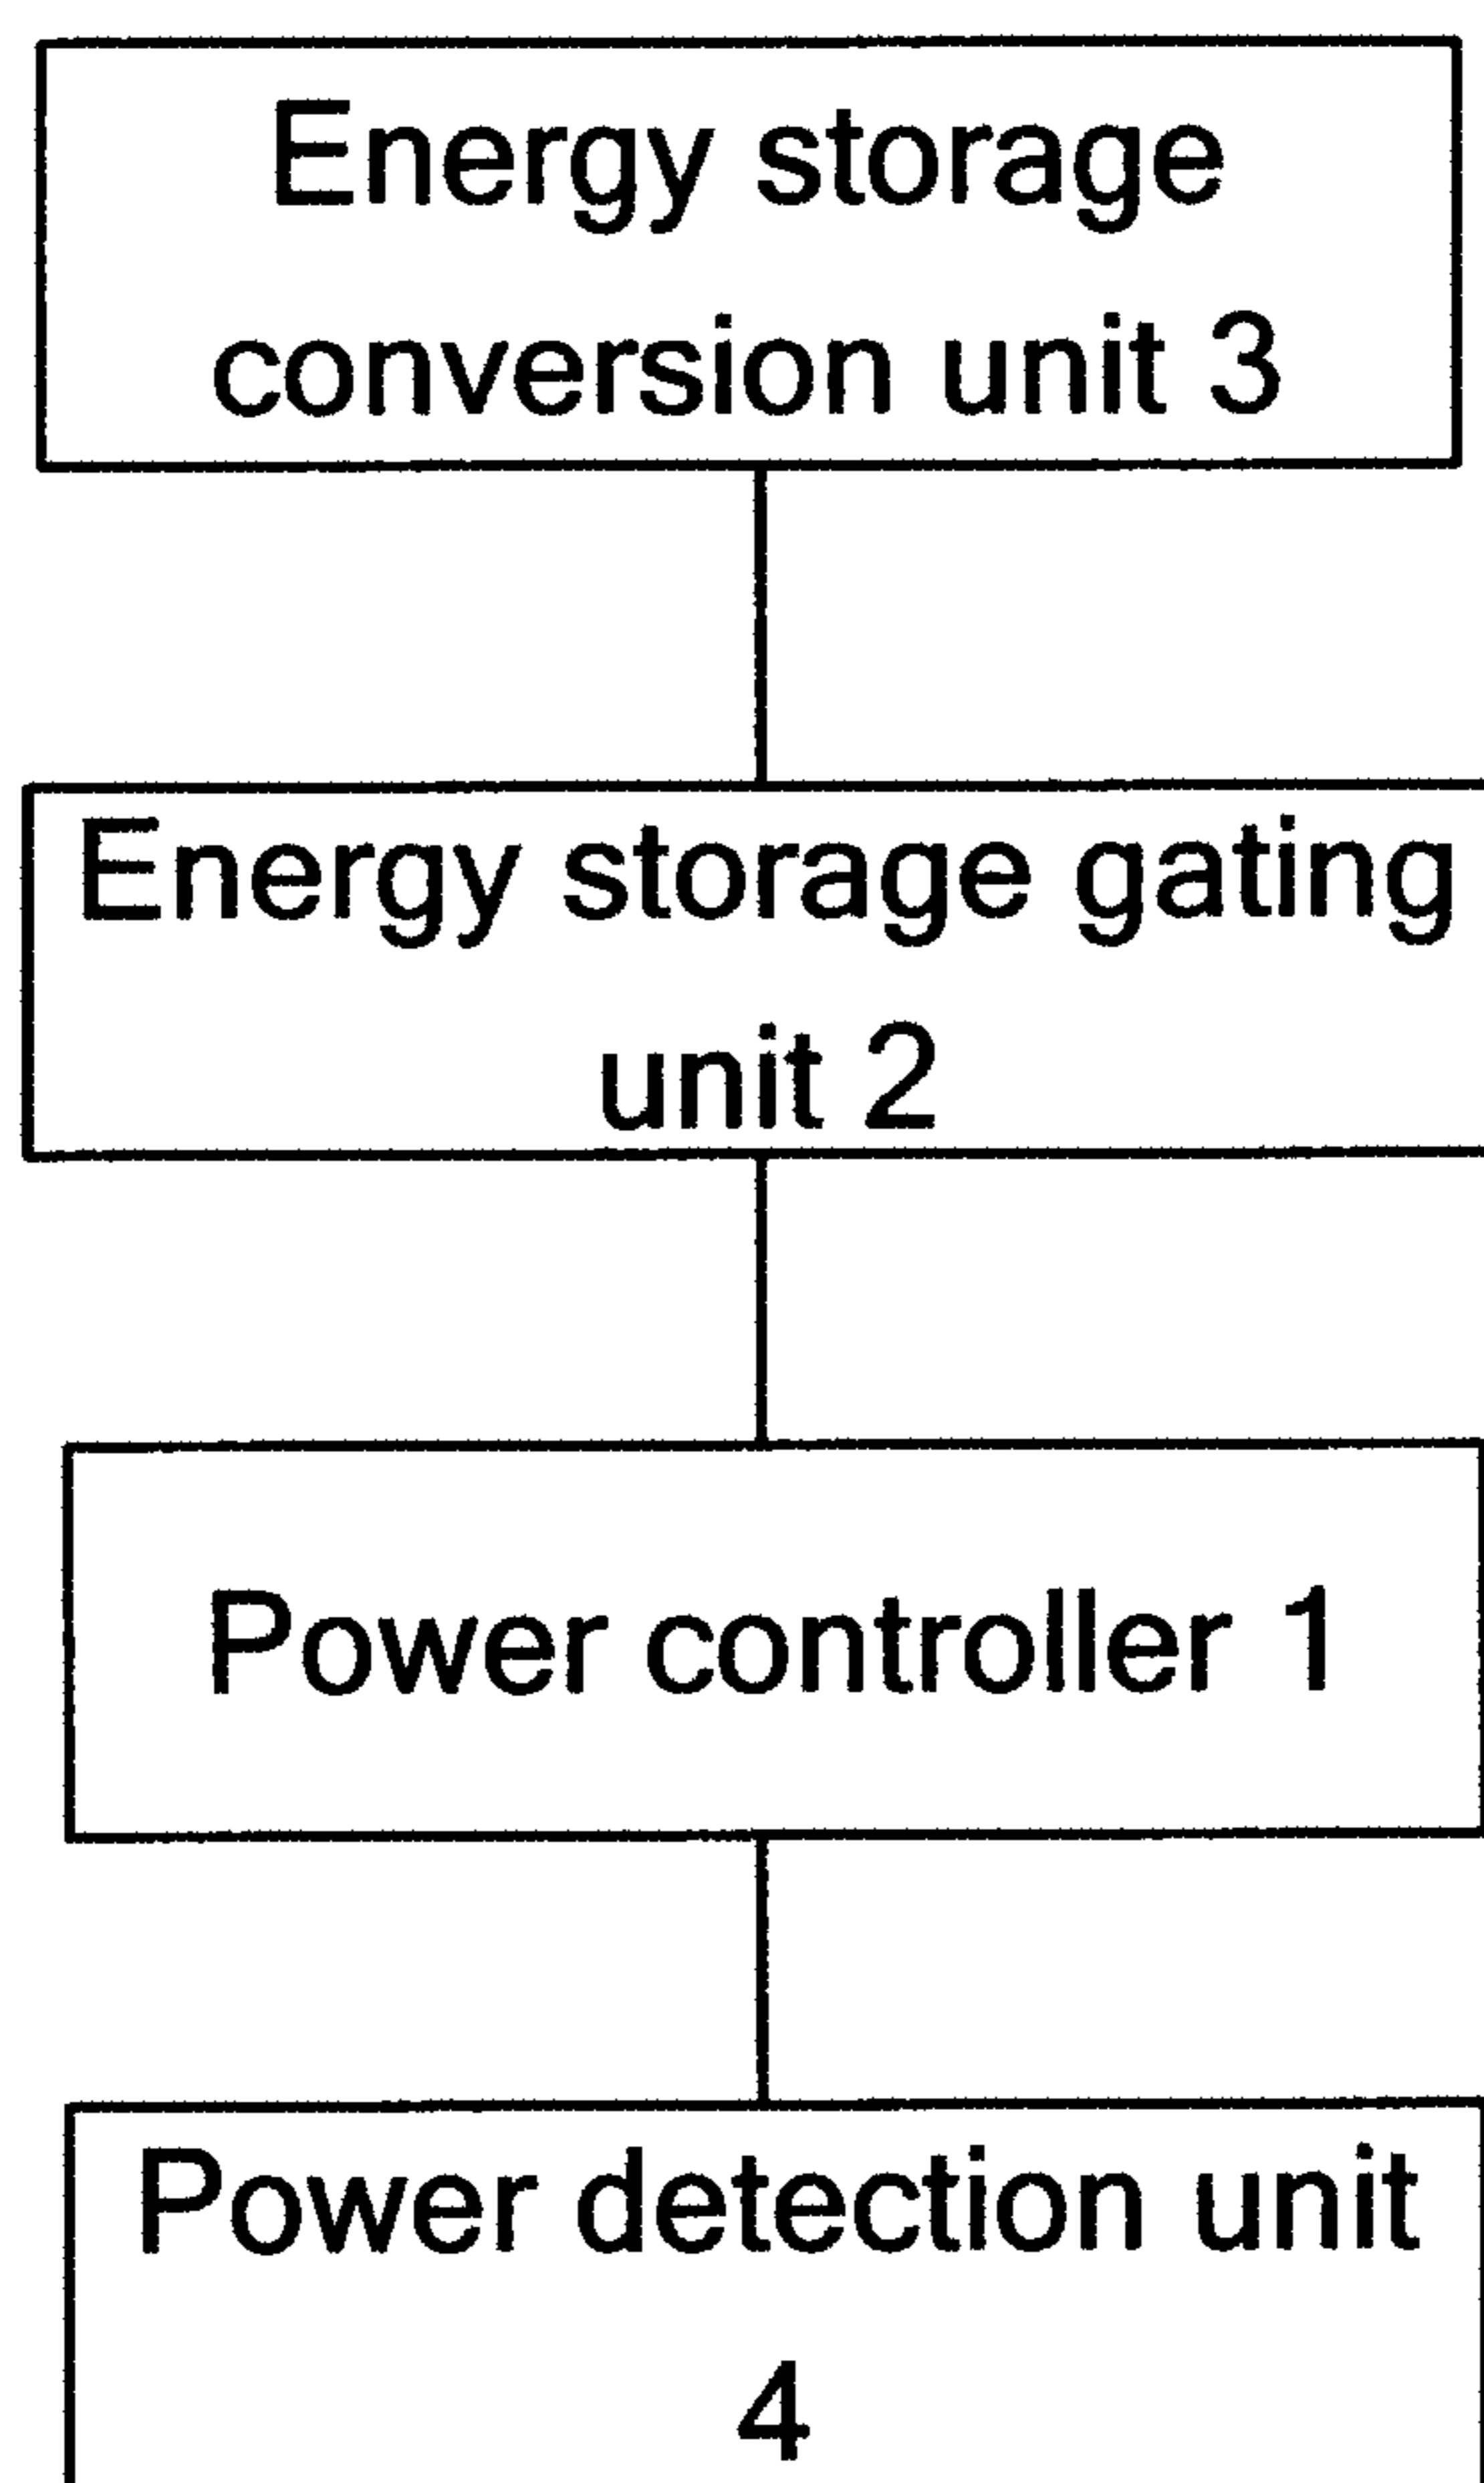 Energy storage
conversion unit 3
Energy storage gating
unit 2
Power controller 1
Power detection unit
4